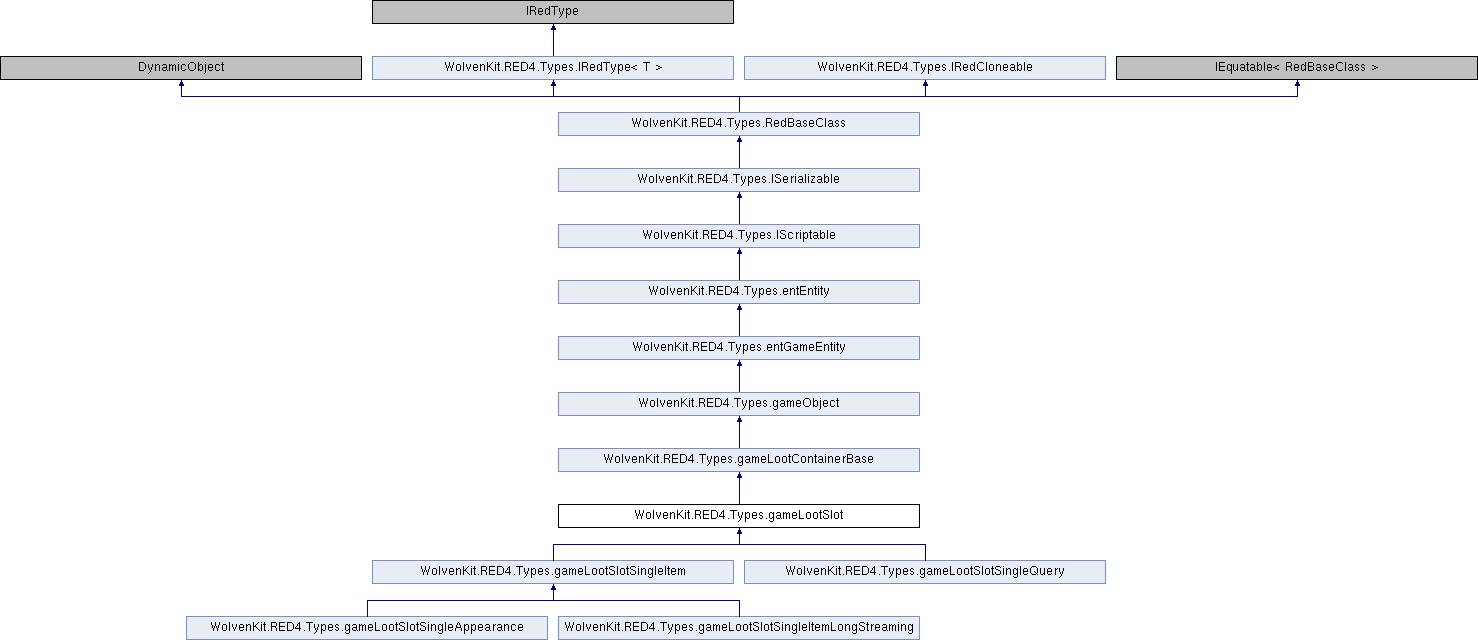 IRedType
DynamicObject
WolvenKit.RED4.Types.IRedType< T >
WolvenKit.RED4.Types.IRedCloneable
IEquatable< RedBaseClass >
WolvenKit.RED4.Types.RedBaseClass
WolvenKit.RED4.Types.ISerializable
WolvenKit.RED4.Types.IScriptable
WolvenKit.RED4.Types.entEntity
WolvenKit.RED4.Types.entGameEntity
WolvenKit.RED4.Types.gameObject
WolvenKit.RED4.Types.gameLootContainerBase
WolvenKit.RED4.Types.gameLootSlot
WolvenKit.RED4.Types.gameLootSlotSingleItem
WolvenKit.RED4.Types.gameLootSlotSingleQuery
WolvenKit.RED4.Types.gameLootSlotSingleAppearance
WolvenKit.RED4.Types.gameLootSlotSingleItemLongStreaming